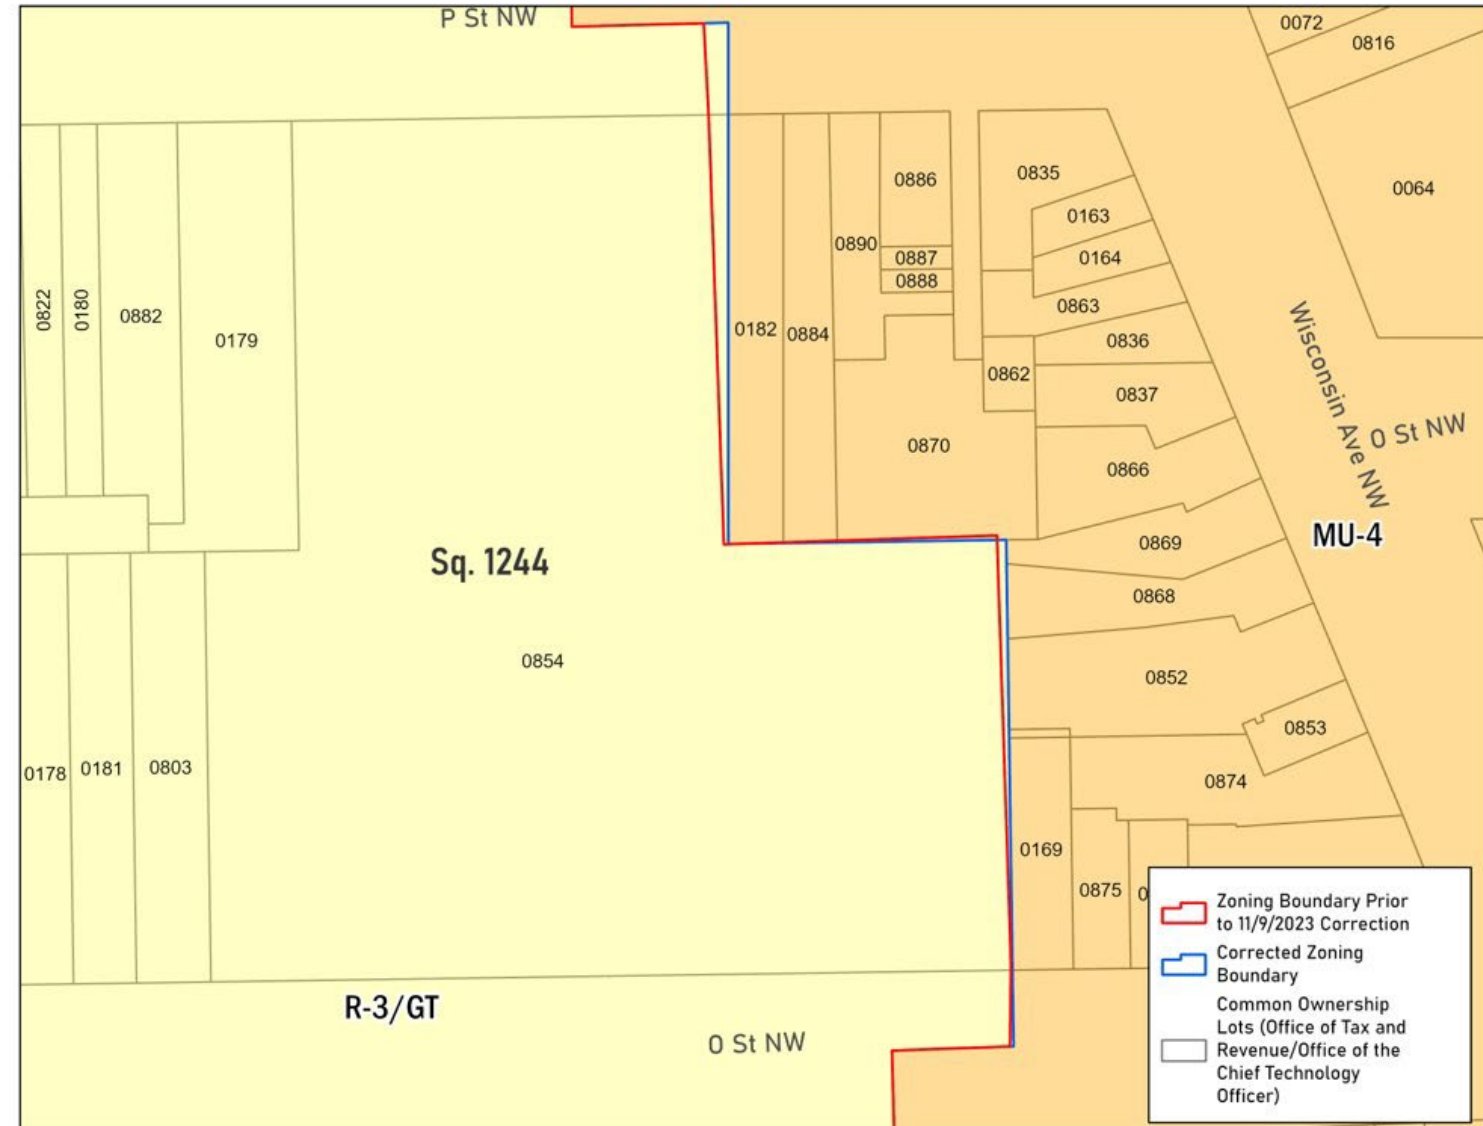 P St NW
0072
0816
0064
0886
0835
0163
0890
0887
0164
0888
0863
0822
0180
0882
0179
0182
0884
0836
0862
0837
Wisconsin Ave NW
O St NW
0870
0866
MU-4
0869
Sq. 1244
0868
0854
0852
0853
0178
0181
0803
0874
0169
0875
0
R-3/GT
O St NW
Zoning Boundary Prior
to 11/9/2023 Correction
Corrected Zoning
Boundary
Common Ownership
Lots (Office of Tax and
Revenue/Office of the
Chief Technology
Officer)